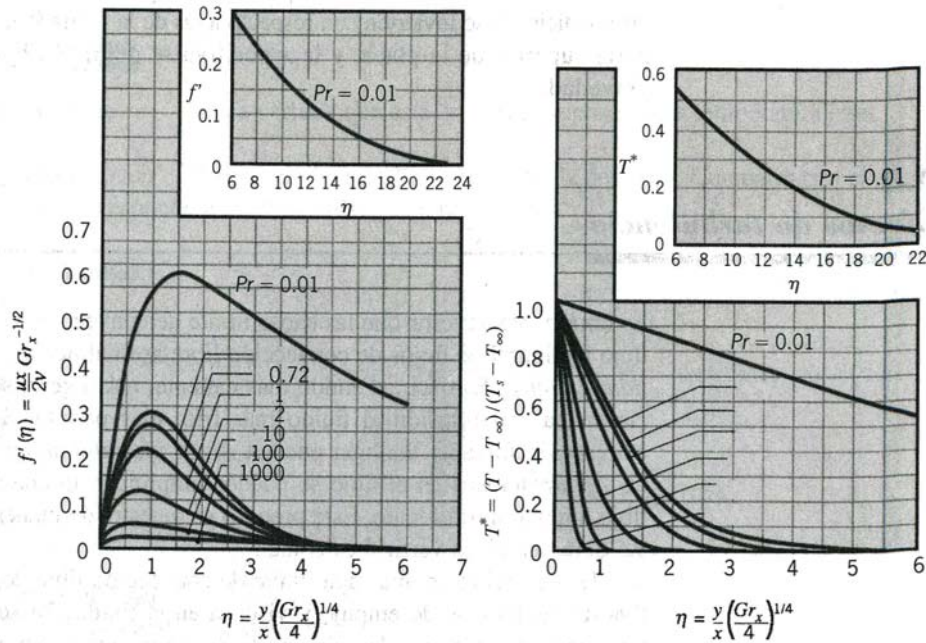 0.3
0.2
0.1
0
f'
Pr = 0.01
6 8 10 12 14 16 18 20 22 24
η
0.7
0.6
0.5
0.4
0.3
0.2
0.1
0
f'(η) = ux/2ν Gr_x^-1/2
Pr = 0.01
0.72
1
2
10
100
1000
0 1 2 3 4 5 6 7
η = y/x (Gr_x/4)^1/4
0.6
0.4
0.2
0
T*
Pr = 0.01
6 8 10 12 14 16 18 20 22
η
1.0
0.8
0.6
0.4
0.2
0
T* = (T − T∞)/(T_s − T∞)
Pr = 0.01
0 1 2 3 4 5 6
η = y/x (Gr_x/4)^1/4